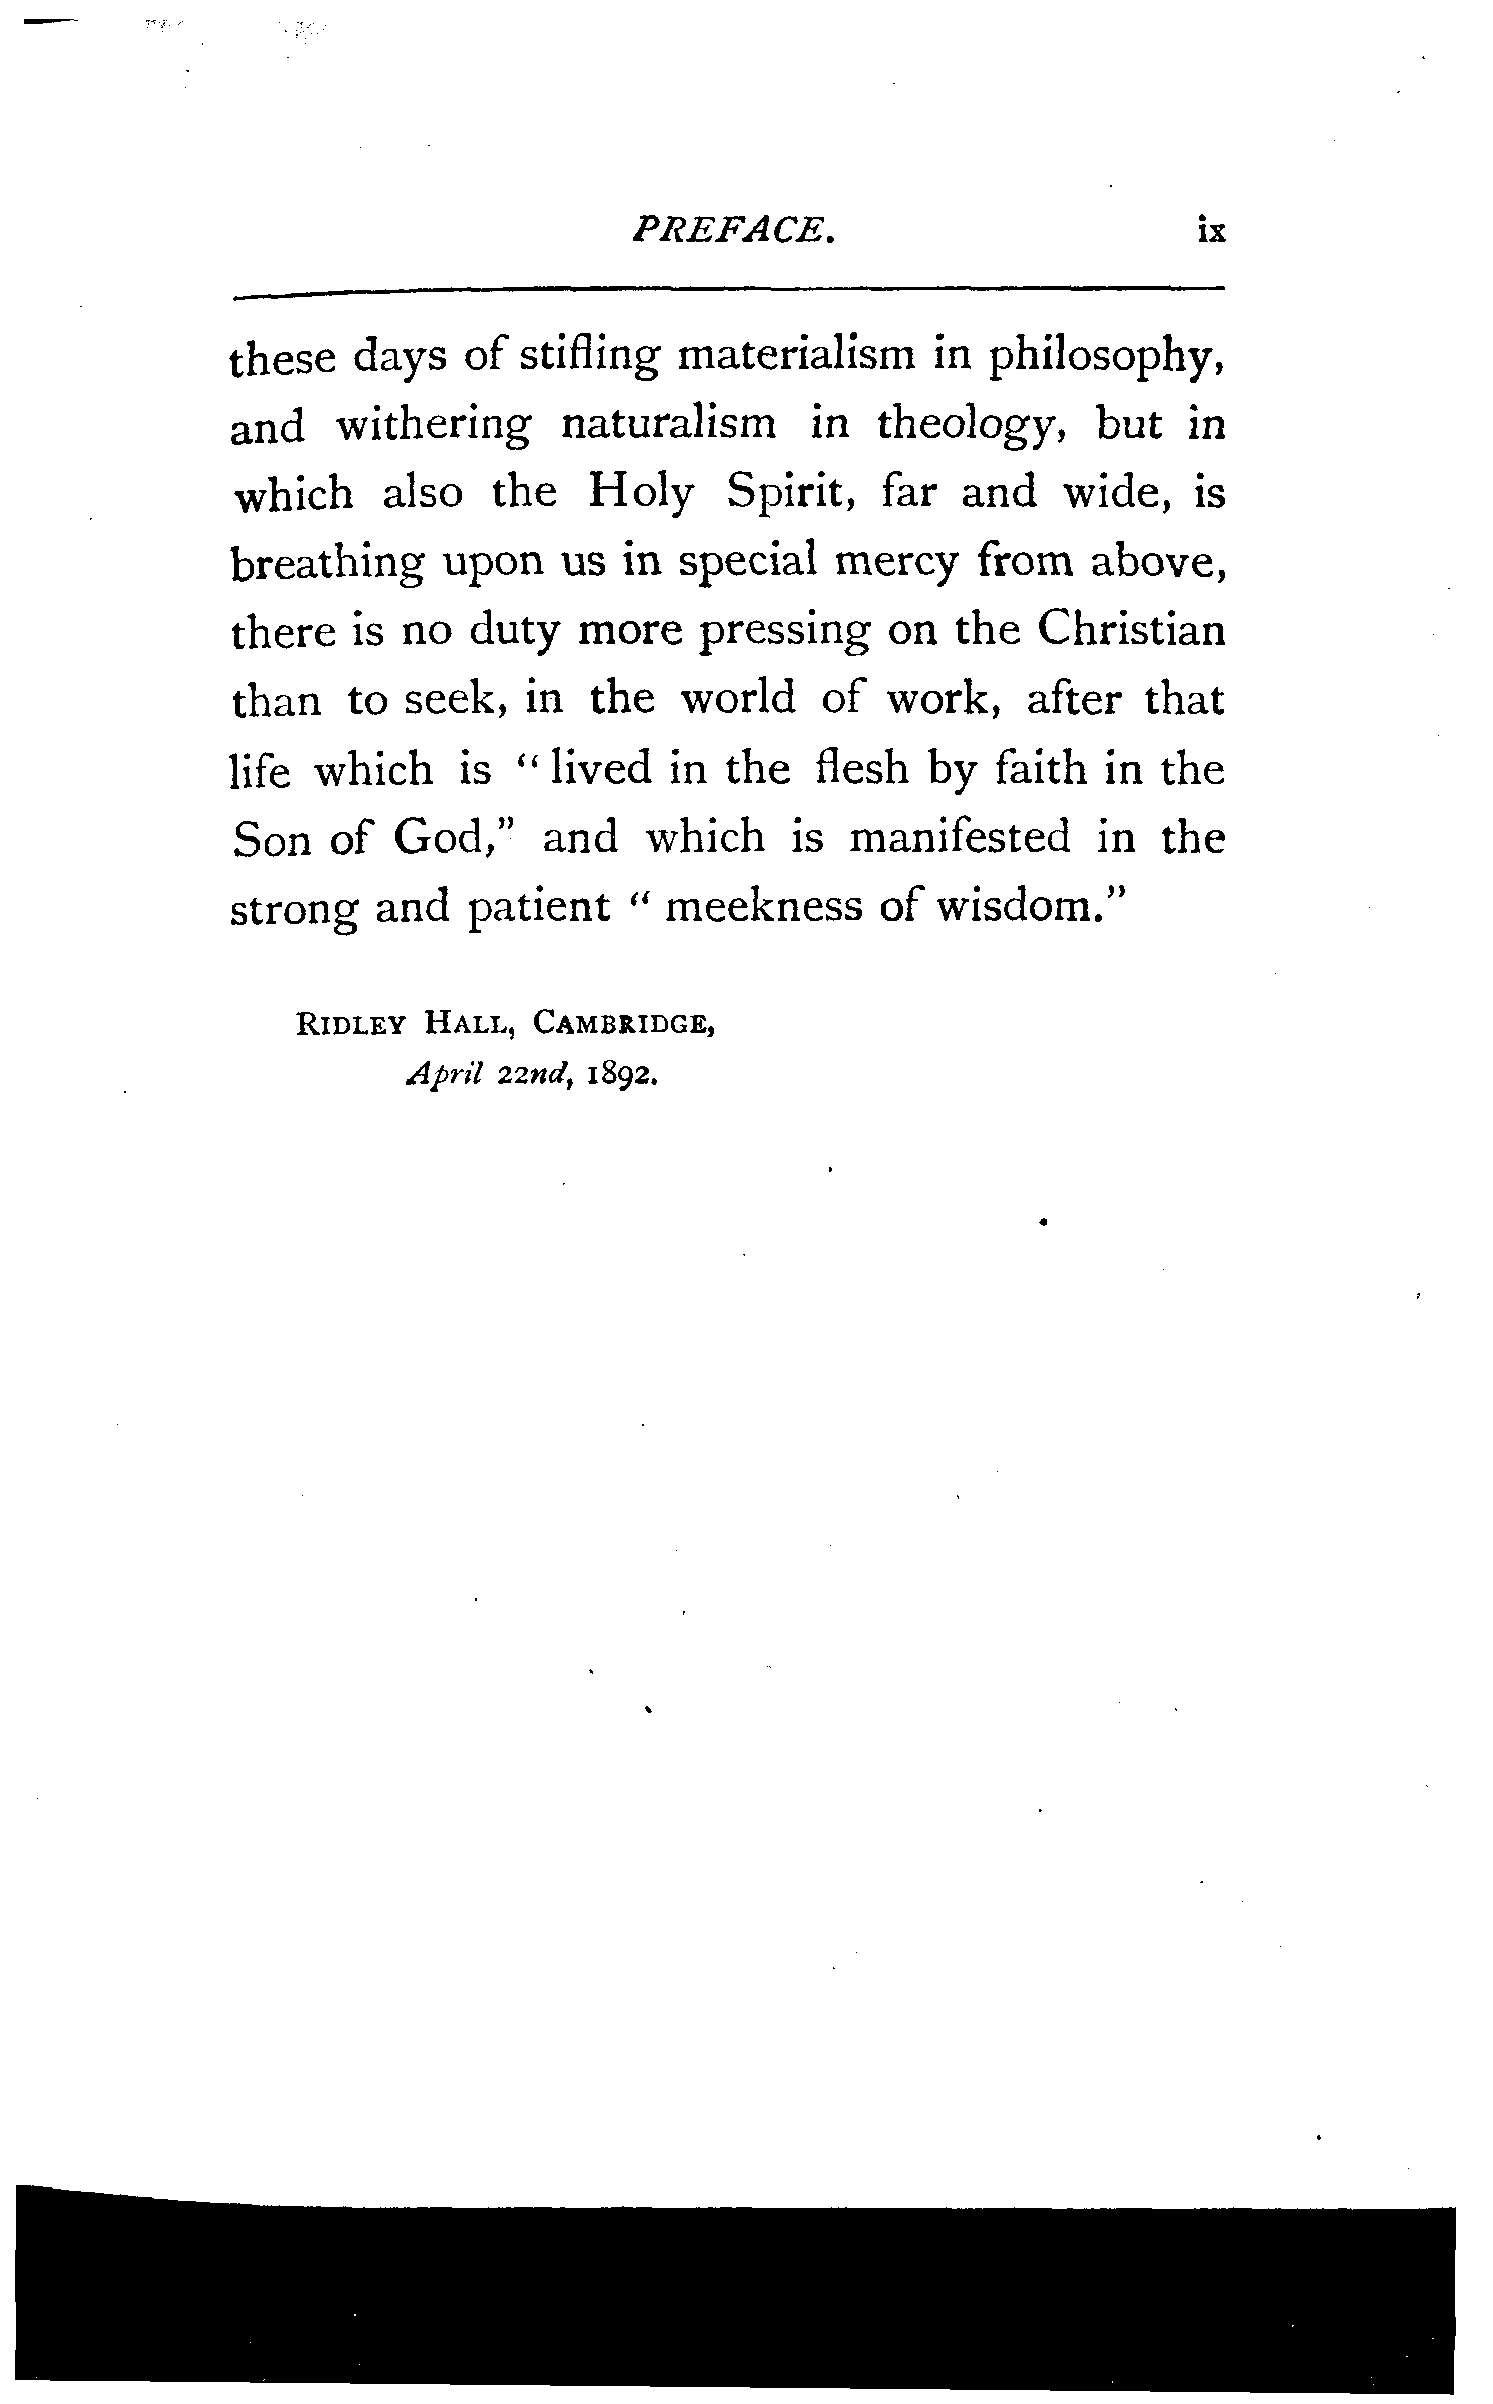 PREFACE. ix
these days of stifling materialism in philosophy,
and withering naturalism in theology, but in
which also the Holy Spirit, far and wide, is
breathing upon us in special mercy from above,
there is no duty more pressing on the Christian
than to seek, in the world of work, after that
life which is “lived in the flesh by faith in the
Son of God,” and which is manifested in the
strong and patient “meekness of wisdom.”
RIDLEY HALL, CAMBRIDGE,
April 22nd, 1892.